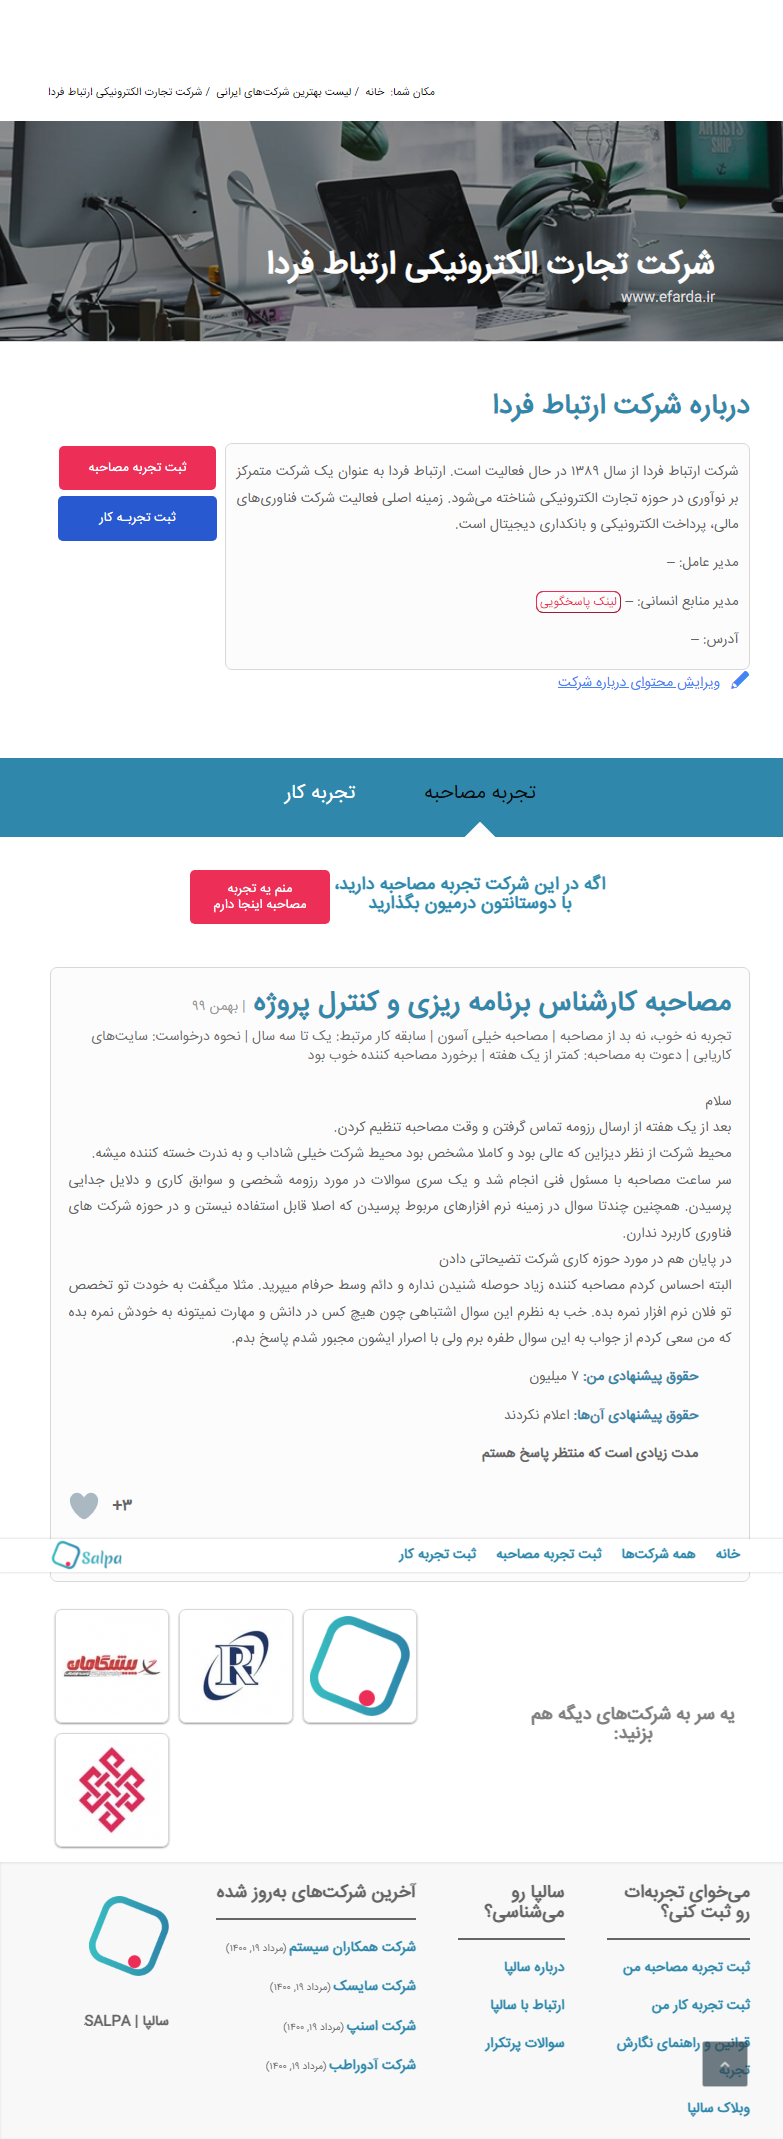 مکان شما: خانه / لیست بهترین شرکت‌های ایرانی / شرکت تجارت الکترونیکی ارتباط فردا
ARTISTS
SHIP
شرکت تجارت الکترونیکی ارتباط فردا
www.efarda.ir
درباره شرکت ارتباط فردا
شرکت ارتباط فردا از سال ۱۳۸۹ در حال فعالیت است. ارتباط فردا به عنوان یک شرکت متمرکز
بر نوآوری در حوزه تجارت الکترونیکی شناخته می‌شود. زمینه اصلی فعالیت شرکت فناوری‌های
مالی، پرداخت الکترونیکی و بانکداری دیجیتال است.
مدیر عامل: –
مدیر منابع انسانی: – لینک پاسخگویی
آدرس: –
ثبت تجربه مصاحبه
ثبت تجربـه کار
ویرایش محتوای درباره شرکت
تجربه مصاحبه
تجربه کار
اگه در این شرکت تجربه مصاحبه دارید،
با دوستانتون درمیون بگذارید
منم یه تجربه
مصاحبه اینجا دارم
مصاحبه کارشناس برنامه ریزی و کنترل پروژه | بهمن ۹۹
تجربه نه خوب، نه بد از مصاحبه | مصاحبه خیلی آسون | سابقه کار مرتبط: یک تا سه سال | نحوه درخواست: سایت‌های
کاریابی | دعوت به مصاحبه: کمتر از یک هفته | برخورد مصاحبه کننده خوب بود
سلام
بعد از یک هفته از ارسال رزومه تماس گرفتن و وقت مصاحبه تنظیم کردن.
محیط شرکت از نظر دیزاین که عالی بود و کاملا مشخص بود محیط شرکت خیلی شاداب و به ندرت خسته کننده میشه.
سر ساعت مصاحبه با مسئول فنی انجام شد و یک سری سوالات در مورد رزومه شخصی و سوابق کاری و دلایل جدایی
پرسیدن. همچنین چندتا سوال در زمینه نرم افزارهای مربوط پرسیدن که اصلا قابل استفاده نیستن و در حوزه شرکت های
فناوری کاربرد ندارن.
در پایان هم در مورد حوزه کاری شرکت تضیحاتی دادن
البته احساس کردم مصاحبه کننده زیاد حوصله شنیدن نداره و دائم وسط حرفام میپرید. مثلا میگفت به خودت تو تخصص
تو فلان نرم افزار نمره بده. خب به نظرم این سوال اشتباهی چون هیچ کس در دانش و مهارت نمیتونه به خودش نمره بده
که من سعی کردم از جواب به این سوال طفره برم ولی با اصرار ایشون مجبور شدم پاسخ بدم.
حقوق پیشنهادی من: ۷ میلیون
حقوق پیشنهادی آن‌ها: اعلام نکردند
مدت زیادی است که منتظر پاسخ هستم
+۳
خانه
همه شرکت‌ها
ثبت تجربه مصاحبه
ثبت تجربه کار
Salpa
یه سر به شرکت‌های دیگه هم
بزنید:
R
پیشگامان
می‌خوای تجربه‌ات
رو ثبت کنی؟
ثبت تجربه مصاحبه من
ثبت تجربه کار من
قوانین و راهنمای نگارش
تجربه
وبلاگ سالپا
سالپا رو
می‌شناسی؟
درباره سالپا
ارتباط با سالپا
سوالات پرتکرار
آخرین شرکت‌های به‌روز شده
شرکت همکاران سیستم (مرداد ۱۹, ۱۴۰۰)
شرکت سایسک (مرداد ۱۹, ۱۴۰۰)
شرکت اسنپ (مرداد ۱۹, ۱۴۰۰)
شرکت آدوراطب (مرداد ۱۹, ۱۴۰۰)
سالپا | SALPA